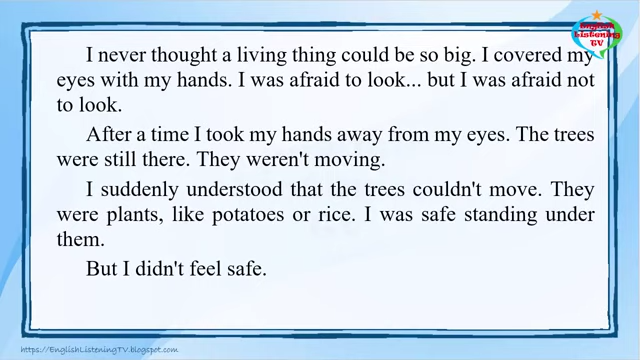 English
Listening
TV
I never thought a living thing could be so big. I covered my
eyes with my hands. I was afraid to look... but I was afraid not
to look.
After a time I took my hands away from my eyes. The trees
were still there. They weren't moving.
I suddenly understood that the trees couldn't move. They
were plants, like potatoes or rice. I was safe standing under
them.
But I didn't feel safe.
https://EnglishListeningTV.blogspot.com